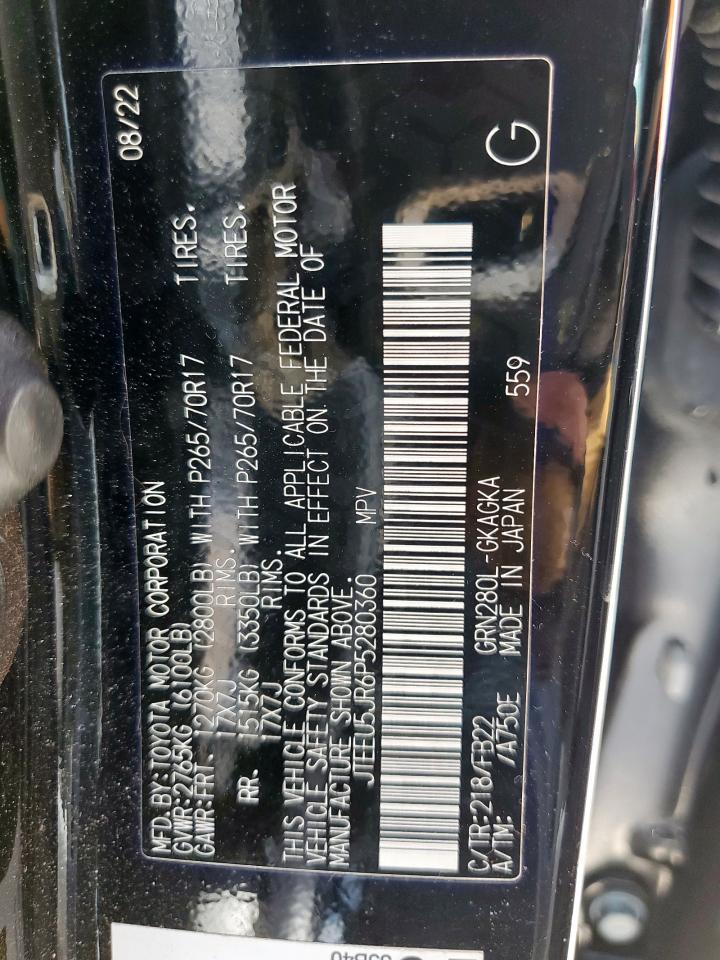 MFD.BY:TOYOTA MOTOR CORPORATION 08/22
GVWR:2765KG (6100LB)
GAWR:FRT. 1270KG (2800LB) WITH P265/70R17 TIRES.
17X7J RIMS.
RR. 1515KG (3350LB) WITH P265/70R17 TIRES.
17X7J RIMS.
THIS VEHICLE CONFORMS TO ALL APPLICABLE FEDERAL MOTOR
VEHICLE SAFETY STANDARDS IN EFFECT ON THE DATE OF
MANUFACTURE SHOWN ABOVE.
JTEEU5JR6P5280360 MPV
C/TR:218/FB22 GRN280L-GKAGKA
A/TM: /A750E MADE IN JAPAN 559 G